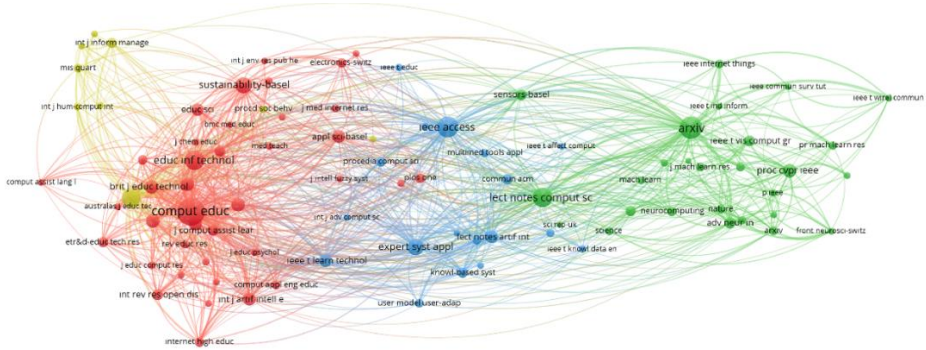 int j inform manage
mis quart
int j hum-comput int
int j env res pub he
electronics-switz
ieee t educ
sustainability-basel
educ sci
procd soc behv
j med internet res
bmc med educ
j chem educ
med teach
appl sci-basel
educ inf technol
comput assist lang l
brit j educ technol
australas j educ tec
comput educ
j comput assist lear
etr&d-educ tech res
rev educ res
j educ psychol
j educ comput res
comput appl eng educ
int rev res open dis
int j artif intell e
internet high educ
ieee access
procedia comput sci
multimed tools appl
j intell fuzzy syst
plos one
commun acm
ieee t affect comput
int j adv comput sc
expert syst appl
lect notes artif int
ieee t learn technol
knowl-based syst
user model user-adap
sci rep-uk
ieee t knowl data en
sensors-basel
lect notes comput sc
science
ieee internet things
ieee commun surv tut
ieee t wirel commun
ieee t ind inform
arxiv
ieee t vis comput gr
pr mach learn res
j mach learn res
mach learn
proc cvpr ieee
p ieee
neurocomputing
nature
adv neur in
arxiv
front neurosci-switz